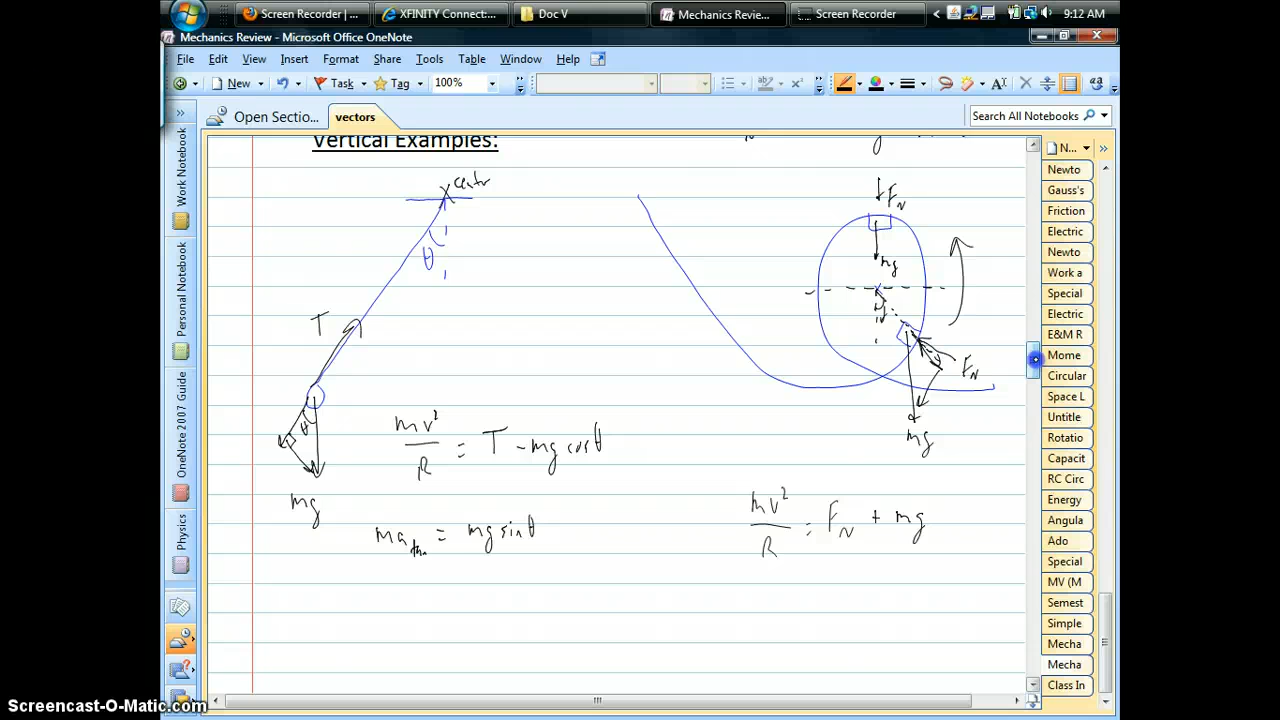 Screen Recorder | ...
XFINITY Connect:...
Doc V
Mechanics Review...
Screen Recorder
9:12 AM
Mechanics Review - Microsoft Office OneNote
File Edit View Insert Format Share Tools Table Window Help
New Task Tag 100%
Open Sectio... vectors
Search All Notebooks
N...
Work Notebook
Personal Notebook
OneNote 2007 Guide
Physics
Newto
Gauss's
Friction
Electric
Newto
Work a
Special
Electric
E&M R
Mome
Circular
Space L
Untitle
Rotatio
Capacit
RC Circ
Energy
Angula
Ado
Special
MV (M
Semest
Simple
Mecha
Mecha
Class In
Vertical Examples:
θ
T
θ
mg
mv²/R = T - mg cosθ
ma tan = mg sinθ
F_N
mg
F_N
mg
mv²/R = F_N + mg
Screencast-O-Matic.com